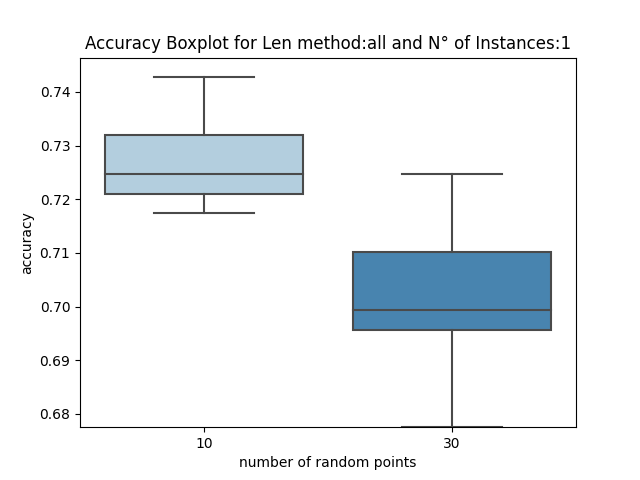 Accuracy Boxplot for Len method:all and N° of Instances:1
0.74
0.73
0.72
0.71
0.70
0.69
0.68
accuracy
10 30
number of random points